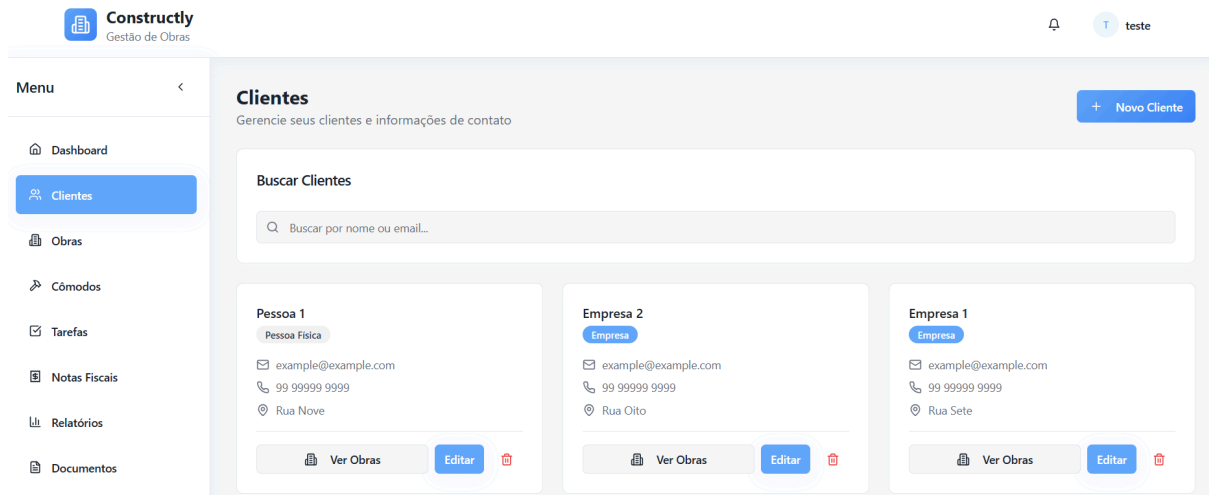 Constructly
Gestão de Obras
T teste
Menu
Dashboard
Clientes
Obras
Cômodos
Tarefas
Notas Fiscais
Relatórios
Documentos
Clientes
Gerencie seus clientes e informações de contato
+ Novo Cliente
Buscar Clientes
Buscar por nome ou email...
Pessoa 1
Pessoa Física
example@example.com
99 99999 9999
Rua Nove
Ver Obras Editar
Empresa 2
Empresa
example@example.com
99 99999 9999
Rua Oito
Ver Obras Editar
Empresa 1
Empresa
example@example.com
99 99999 9999
Rua Sete
Ver Obras Editar